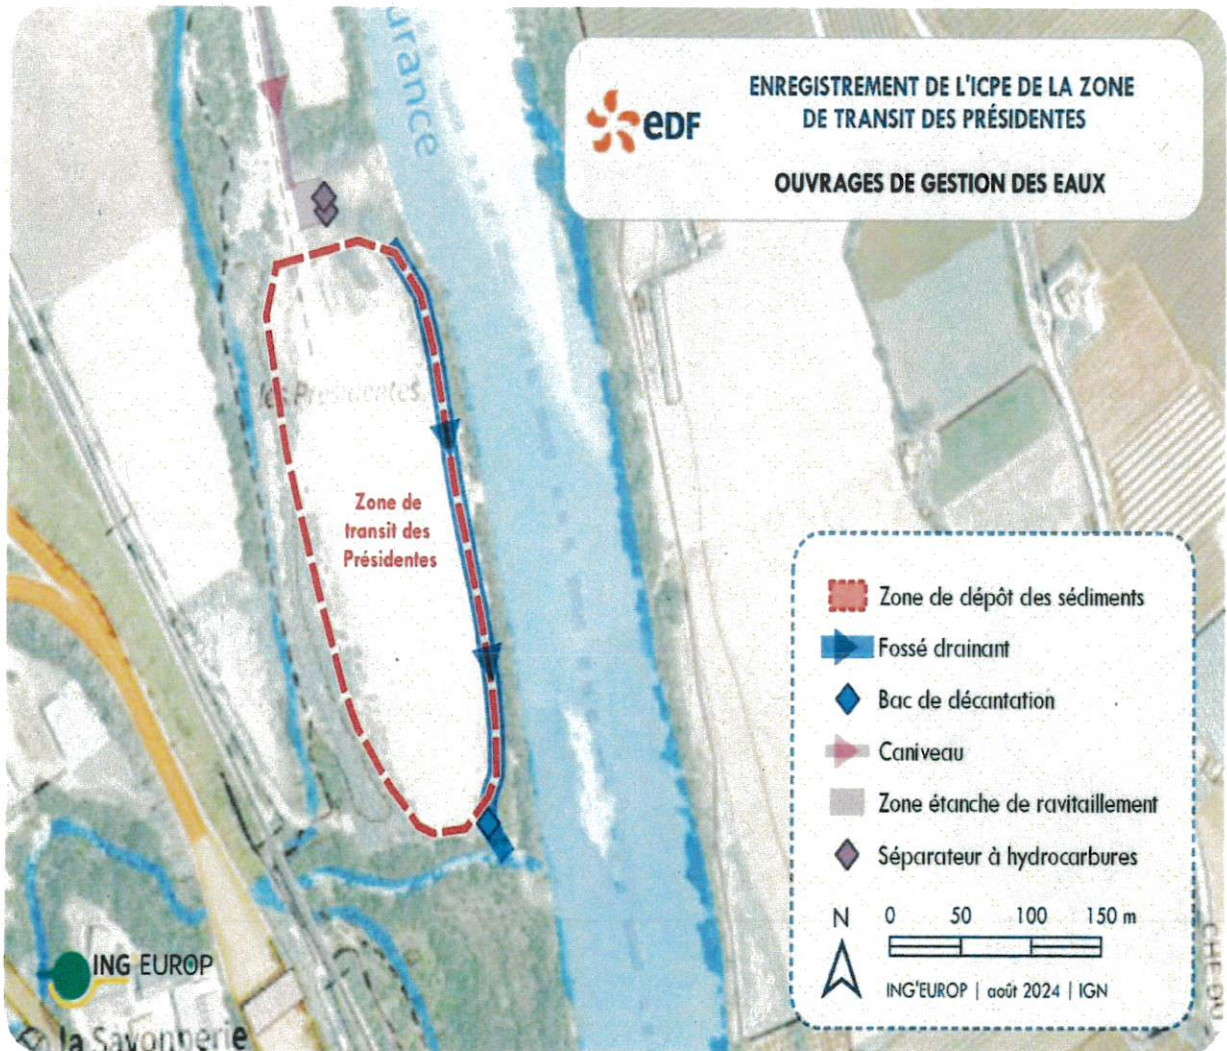 urance
eDF
ENREGISTREMENT DE L'ICPE DE LA ZONE
DE TRANSIT DES PRÉSIDENTES
OUVRAGES DE GESTION DES EAUX
les Présidentes
Zone de
transit des
Présidentes
Zone de dépôt des sédiments
Fossé drainant
Bac de décantation
Caniveau
Zone étanche de ravitaillement
Séparateur à hydrocarbures
N
0 50 100 150 m
ING'EUROP | août 2024 | IGN
ING EUROP
la Savonnerie
CHE DU